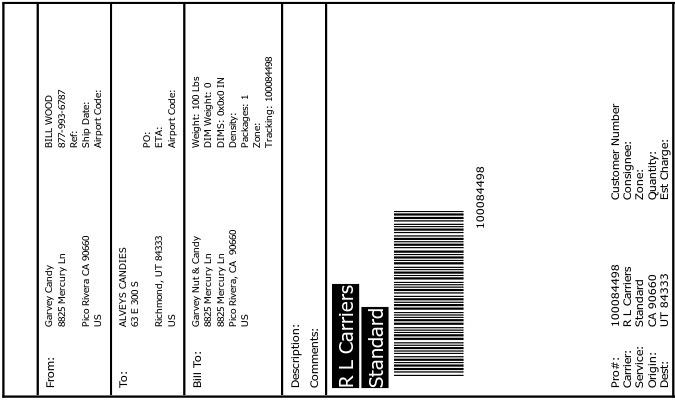 From:
Garvey Candy
8825 Mercury Ln
Pico Rivera CA 90660
US
BILL WOOD
877-993-6787
Ref:
Ship Date:
Airport Code:
To:
ALVEYS CANDIES
63 E 300 S
Richmond, UT 84333
US
PO:
ETA:
Airport Code:
Bill To:
Garvey Nut & Candy
8825 Mercury Ln
8825 Mercury Ln
Pico Rivera, CA 90660
US
Weight: 100 Lbs
DIM Weight: 0
DIMS: 0x0x0 IN
Density:
Packages: 1
Zone:
Tracking: 100084498
Description:
Comments:
R L Carriers
Standard
100084498
Pro#: 100084498
Carrier: R L Carriers
Service: Standard
Origin: CA 90660
Dest: UT 84333
Customer Number
Consignee:
Zone:
Quantity:
Est Charge: